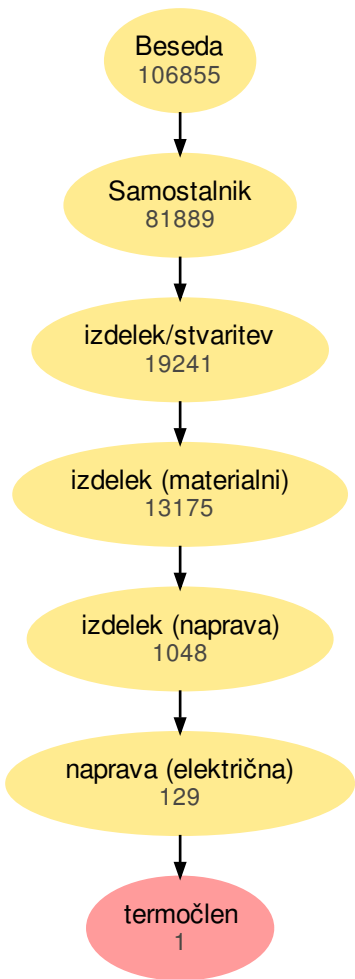 Beseda
106855
Samostalnik
81889
izdelek/stvaritev
19241
izdelek (materialni)
13175
izdelek (naprava)
1048
naprava (električna)
129
termočlen
1